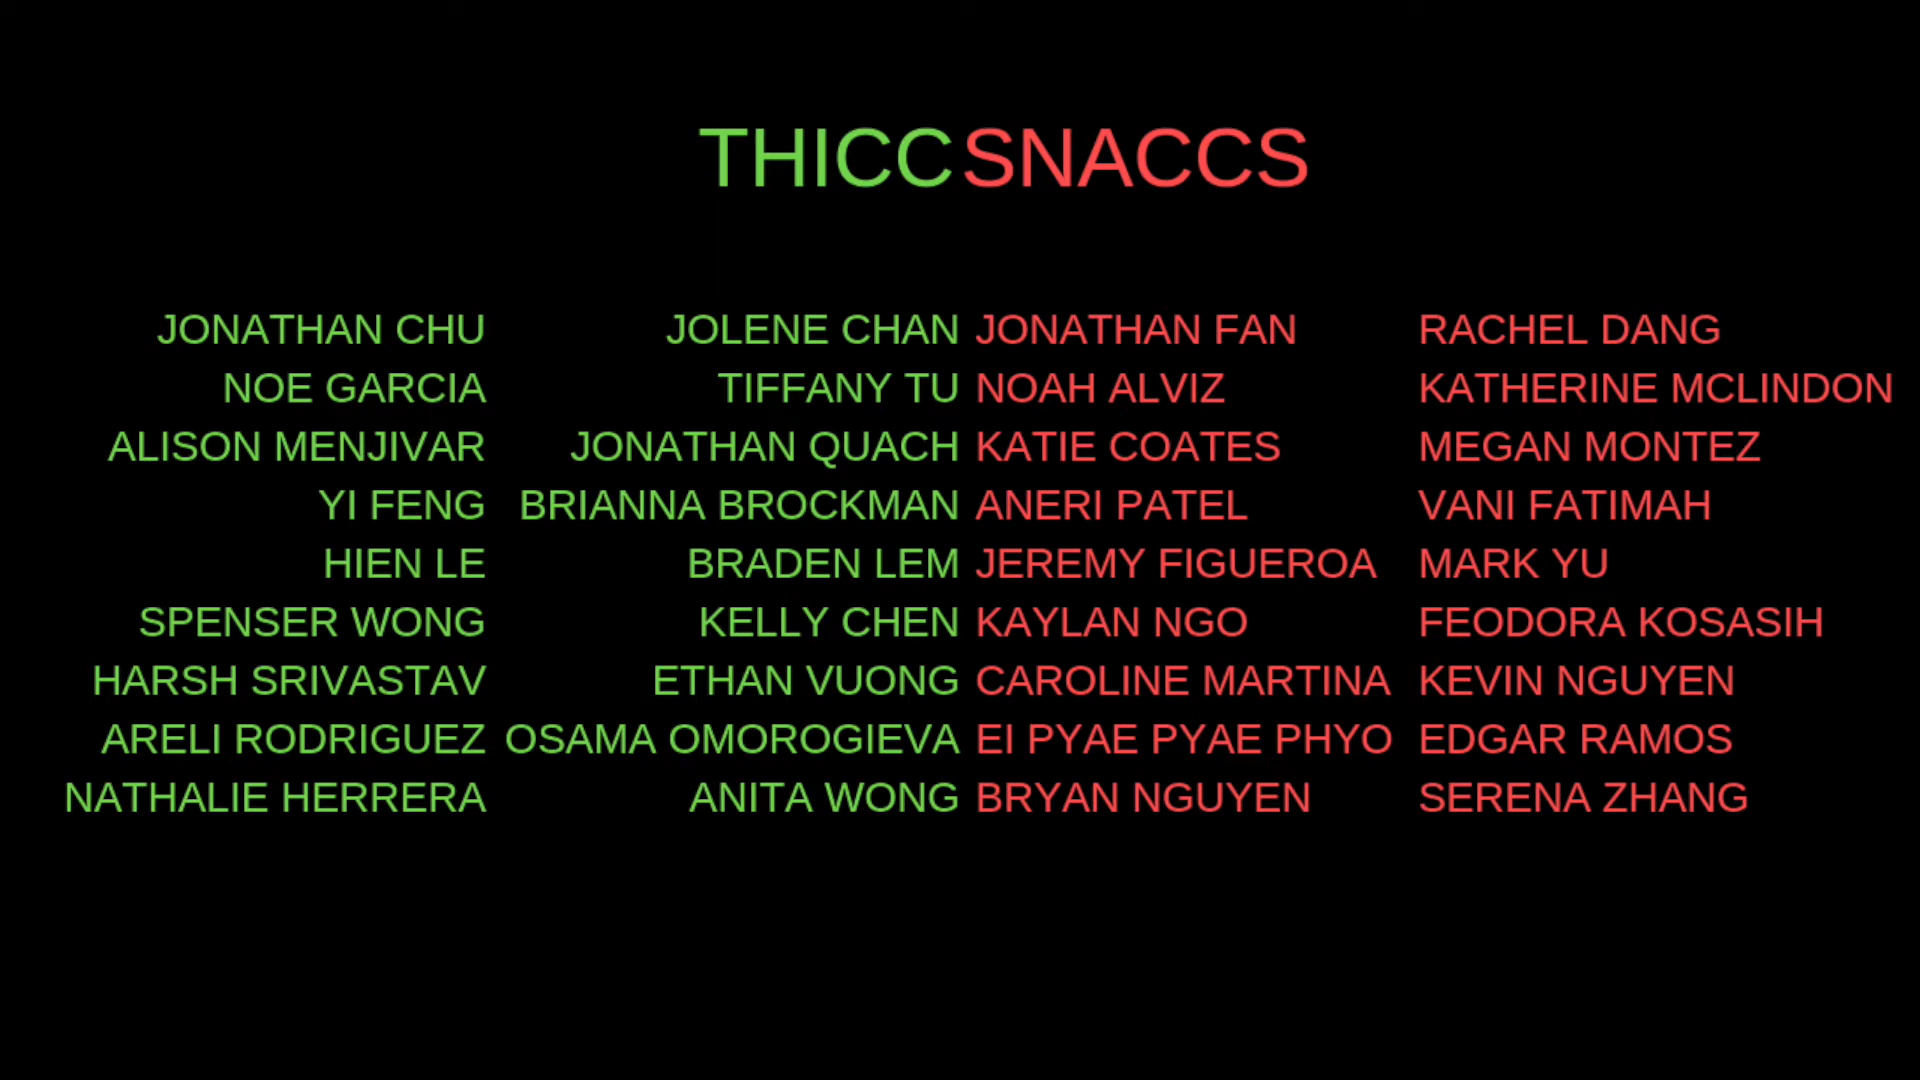 THICC SNACCS
JONATHAN CHU JOLENE CHAN JONATHAN FAN RACHEL DANG
NOE GARCIA TIFFANY TU NOAH ALVIZ KATHERINE MCLINDON
ALISON MENJIVAR JONATHAN QUACH KATIE COATES MEGAN MONTEZ
YI FENG BRIANNA BROCKMAN ANERI PATEL VANI FATIMAH
HIEN LE BRADEN LEM JEREMY FIGUEROA MARK YU
SPENSER WONG KELLY CHEN KAYLAN NGO FEODORA KOSASIH
HARSH SRIVASTAV ETHAN VUONG CAROLINE MARTINA KEVIN NGUYEN
ARELI RODRIGUEZ OSAMA OMOROGIEVA EI PYAE PYAE PHYO EDGAR RAMOS
NATHALIE HERRERA ANITA WONG BRYAN NGUYEN SERENA ZHANG